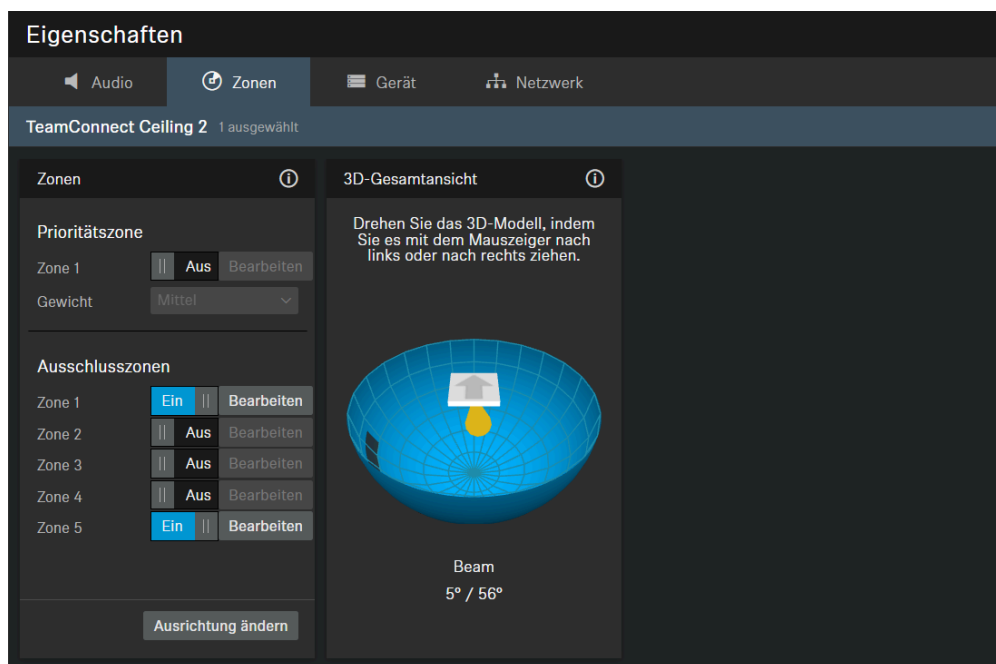 Eigenschaften
Audio Zonen Gerät Netzwerk
TeamConnect Ceiling 2 1 ausgewählt
Zonen
Prioritätszone
Zone 1 Aus Bearbeiten
Gewicht Mittel
Ausschlusszonen
Zone 1 Ein Bearbeiten
Zone 2 Aus Bearbeiten
Zone 3 Aus Bearbeiten
Zone 4 Aus Bearbeiten
Zone 5 Ein Bearbeiten
Ausrichtung ändern
3D-Gesamtansicht
Drehen Sie das 3D-Modell, indem
Sie es mit dem Mauszeiger nach
links oder nach rechts ziehen.
Beam
5° / 56°